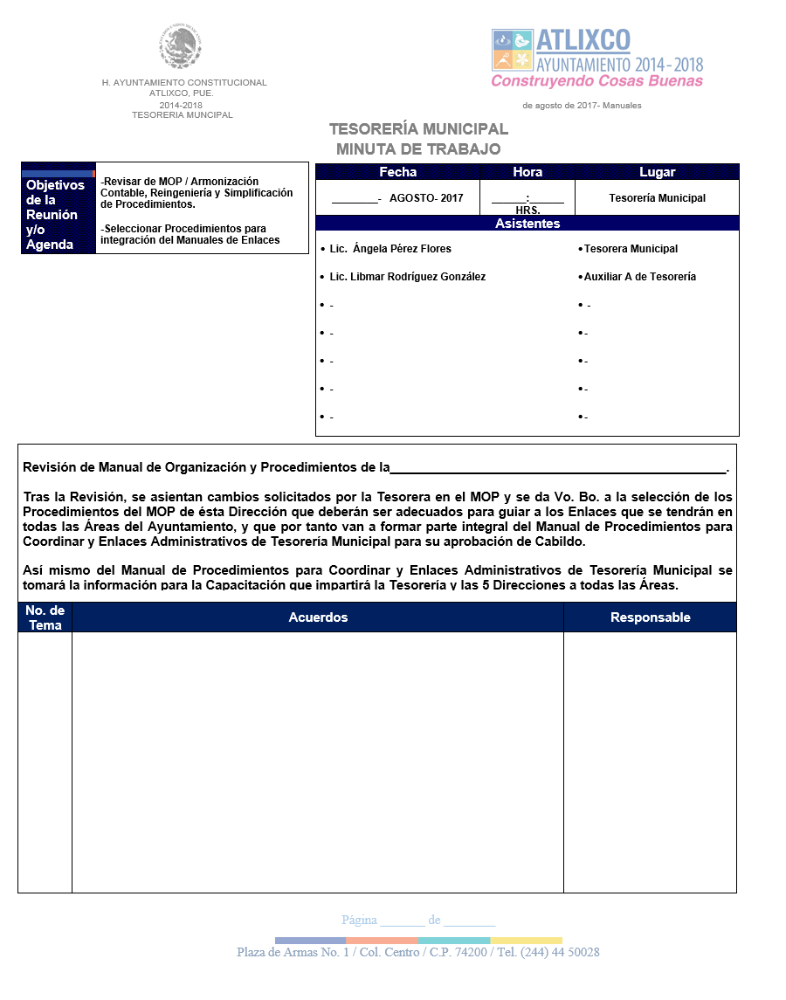 H. AYUNTAMIENTO CONSTITUCIONAL
ATLIXCO, PUE.
2014-2018
TESORERIA MUNCIPAL
ATLIXCO
AYUNTAMIENTO 2014-2018
Construyendo Cosas Buenas
de agosto de 2017- Manuales
TESORERÍA MUNICIPAL
MINUTA DE TRABAJO
Objetivos
de la
Reunión
y/o
Agenda
-Revisar de MOP / Armonización
Contable, Reingeniería y Simplificación
de Procedimientos.
-Seleccionar Procedimientos para
integración del Manuales de Enlaces
Fecha Hora Lugar
________- AGOSTO- 2017 ______:______ HRS. Tesorería Municipal
Asistentes
• Lic. Ángela Pérez Flores • Tesorera Municipal
• Lic. Libmar Rodríguez González • Auxiliar A de Tesorería
• - • -
• - • -
• - • -
• - • -
• - • -
Revisión de Manual de Organización y Procedimientos de la______________________________________________.
Tras la Revisión, se asientan cambios solicitados por la Tesorera en el MOP y se da Vo. Bo. a la selección de los
Procedimientos del MOP de ésta Dirección que deberán ser adecuados para guiar a los Enlaces que se tendrán en
todas las Áreas del Ayuntamiento, y que por tanto van a formar parte integral del Manual de Procedimientos para
Coordinar y Enlaces Administrativos de Tesorería Municipal para su aprobación de Cabildo.
Así mismo del Manual de Procedimientos para Coordinar y Enlaces Administrativos de Tesorería Municipal se
tomará la información para la Capacitación que impartirá la Tesorería y las 5 Direcciones a todas las Áreas.
No. de
Tema
Acuerdos
Responsable
Página _______ de ________
Plaza de Armas No. 1 / Col. Centro / C.P. 74200 / Tel. (244) 44 50028